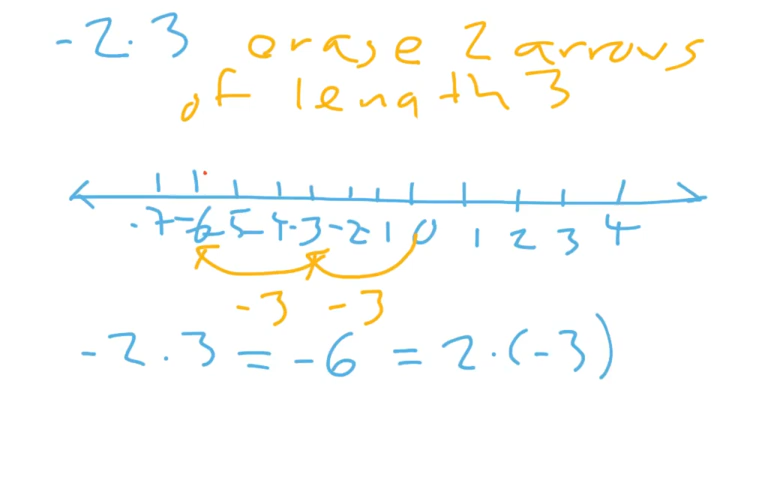 -2·3 erase 2 arrows
of length 3
-7 -6 -5 -4 -3 -2 -1 0 1 2 3 4
-3 -3
-2·3 = -6 = 2·(-3)